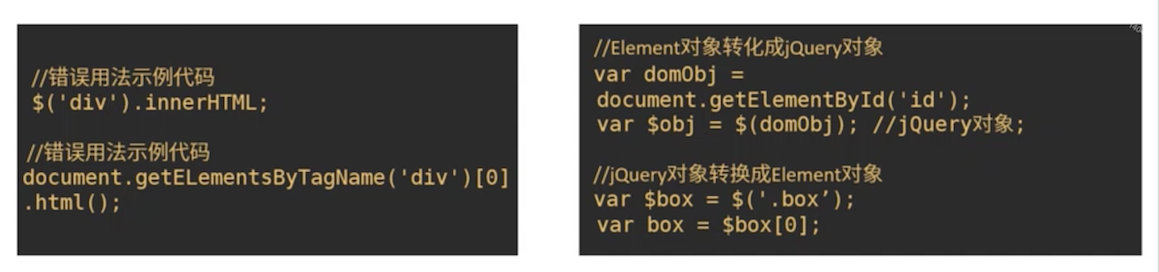 //错误用法示例代码
$('div').innerHTML;
//错误用法示例代码
document.getELementsByTagName('div')[0]
.html();
//Element对象转化成jQuery对象
var domObj =
document.getElementById('id');
var $obj = $(domObj); //jQuery对象;
//jQuery对象转换成Element对象
var $box = $('.box’);
var box = $box[0];